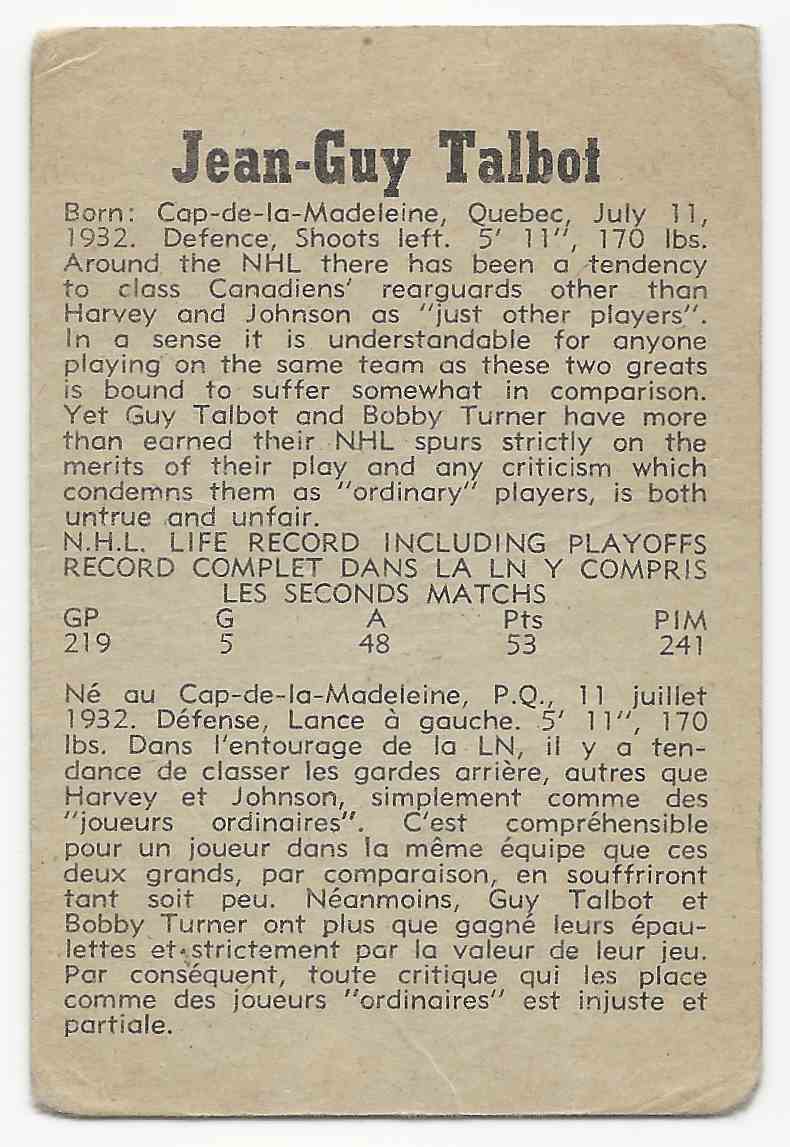 Jean-Guy Talbot
Born: Cap-de-la-Madeleine, Quebec, July 11,
1932. Defence, Shoots left. 5' 11", 170 lbs.
Around the NHL there has been a tendency
to class Canadiens' rearguards other than
Harvey and Johnson as "just other players".
In a sense it is understandable for anyone
playing on the same team as these two greats
is bound to suffer somewhat in comparison.
Yet Guy Talbot and Bobby Turner have more
than earned their NHL spurs strictly on the
merits of their play and any criticism which
condemns them as "ordinary" players, is both
untrue and unfair.
N.H.L. LIFE RECORD INCLUDING PLAYOFFS
RECORD COMPLET DANS LA LN Y COMPRIS
LES SECONDS MATCHS
GP G A Pts PIM
219 5 48 53 241
Né au Cap-de-la-Madeleine, P.Q., 11 juillet
1932. Défense, Lance à gauche. 5' 11", 170
lbs. Dans l'entourage de la LN, il y a ten-
dance de classer les gardes arrière, autres que
Harvey et Johnson, simplement comme des
"joueurs ordinaires". C'est compréhensible
pour un joueur dans la même équipe que ces
deux grands, par comparaison, en souffriront
tant soit peu. Néanmoins, Guy Talbot et
Bobby Turner ont plus que gagné leurs épau-
lettes et strictement par la valeur de leur jeu.
Par conséquent, toute critique qui les place
comme des joueurs "ordinaires" est injuste et
partiale.